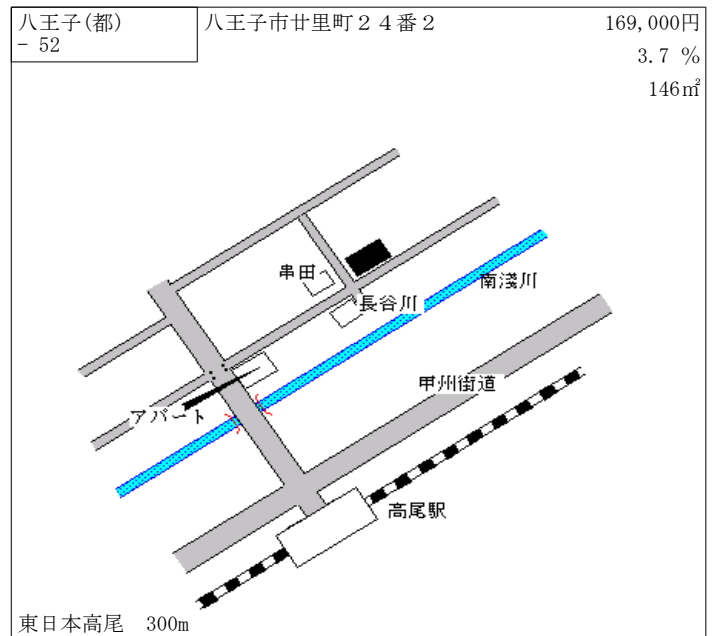 八王子(都)
- 52
八王子市廿里町２４番２
169,000円
3.7 %
146㎡
串田
長谷川
南淺川
甲州街道
アパート
高尾駅
東日本高尾　300m